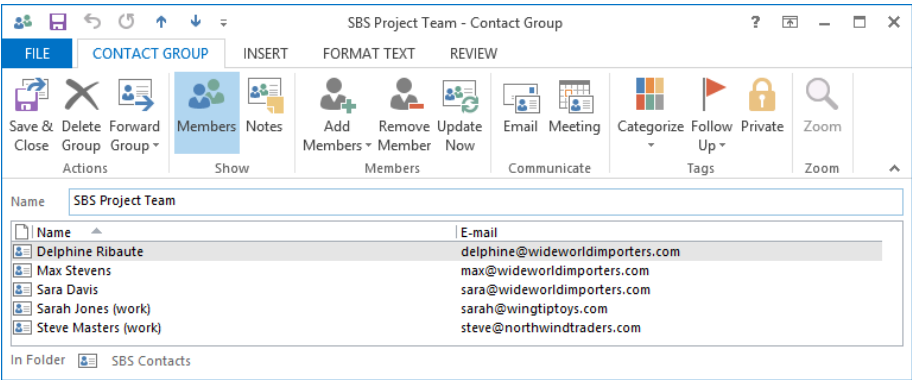 SBS Project Team - Contact Group
FILE CONTACT GROUP INSERT FORMAT TEXT REVIEW
Save & Close Delete Group Forward Group Members Notes Add Members Remove Member Update Now Email Meeting Categorize Follow Up Private Zoom
Actions Show Members Communicate Tags Zoom
Name SBS Project Team
Name E-mail
Delphine Ribaute delphine@wideworldimporters.com
Max Stevens max@wideworldimporters.com
Sara Davis sara@wideworldimporters.com
Sarah Jones (work) sarah@wingtiptoys.com
Steve Masters (work) steve@northwindtraders.com
In Folder SBS Contacts